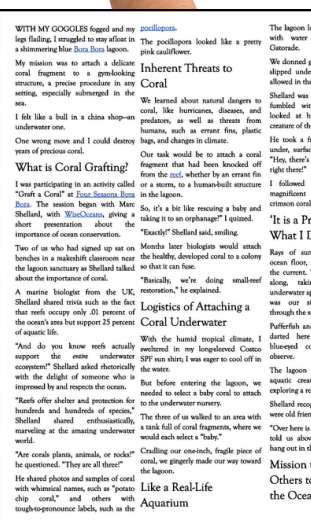 WITH MY GOGGLES fogged and my
legs flailing, I struggled to stay afloat in
a shimmering blue Bora Bora lagoon.
My mission was to attach a delicate
coral fragment to a gym-looking
structure, a precise procedure in any
setting, especially submerged in the
sea.
I felt like a bull in a china shop–an
underwater one.
One wrong move and I could destroy
years of precious coral.
What is Coral Grafting?
I was participating in an activity called
"Graft a Coral" at Four Seasons Bora
Bora. The session began with Matt
Shellard, with WiseOceans, giving a
short presentation about the
importance of ocean conservation.
Two of us who had signed up sat on
benches in a makeshift classroom near
the lagoon sanctuary as Shellard talked
about the importance of coral.
A marine biologist from the UK,
Shellard shared trivia such as the fact
that reefs occupy only .01 percent of
the ocean's area but support 25 percent
of aquatic life.
"And do you know reefs actually
support the entire underwater
ecosystem?" Shellard asked rhetorically
with the delight of someone who is
impressed by and respects the ocean.
"Reefs offer shelter and protection for
hundreds and hundreds of species,"
Shellard shared enthusiastically,
marveling at the amazing underwater
world.
"Are corals plants, animals, or rocks?"
he questioned. "They are all three!"
He shared photos and samples of coral
with whimsical names, such as "potato
chip coral," and others with
tough-to-pronounce labels, such as the
pocillopora.
The pocillopora looked like a pretty
pink cauliflower.
Inherent Threats to
Coral
We learned about natural dangers to
coral, like hurricanes, diseases, and
predators, as well as threats from
humans, such as errant fins, plastic
bags, and changes in climate.
Our task would be to attach a coral
fragment that had been knocked off
from the reef, whether by an errant fin
or a storm, to a human-built structure
in the lagoon.
So, it's a bit like rescuing a baby and
taking it to an orphanage?" I quizzed.
"Exactly!" Shellard said, smiling.
Months later biologists would attach
the healthy, developed coral to a colony
so that it can fuse.
"Basically, we're doing small-reef
restoration," he explained.
Logistics of Attaching a
Coral Underwater
With the humid tropical climate, I
sweltered in my long-sleeved Costco
SPF sun shirt; I was eager to cool off in
the water.
But before entering the lagoon, we
needed to select a baby coral to attach
to the underwater nursery.
The three of us walked to an area with
a tank full of coral fragments, where we
would each select a "baby."
Cradling our one-inch, fragile piece of
coral, we gingerly made our way toward
the lagoon.
Like a Real-Life
Aquarium
The lagoon l
with water
Gatorade.
We donned g
slipped unde
allowed in the
Shellard was
fumbled wit
looked at h
creature of th
He took a fr
under, surfac
"Hey, there's
right there!"
I followed
magnificent
crimson coral
'It is a Pr
What I D
Rays of sun
ocean floor,
the current.
along, takin
underwater sp
was our st
through the s
Pufferfish an
darted here
blue-eyed c
observe.
The lagoon
aquatic creat
exploring a re
Shellard recog
were old frien
"Over here is
told us abov
hang out in th
Mission t
Others to
the Ocea